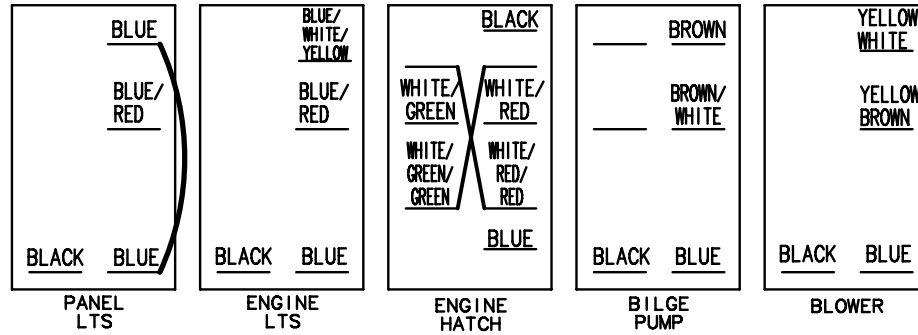 BLUE
BLUE/
RED
BLACK BLUE
PANEL
LTS
BLUE/
WHITE/
YELLOW
BLUE/
RED
BLACK BLUE
ENGINE
LTS
BLACK
WHITE/ WHITE/
GREEN RED
WHITE/ WHITE/
GREEN/ RED/
GREEN RED
BLUE
ENGINE
HATCH
BROWN
BROWN/
WHITE
BLACK BLUE
BILGE
PUMP
YELLOW
WHITE
YELLOW
BROWN
BLACK BLUE
BLOWER